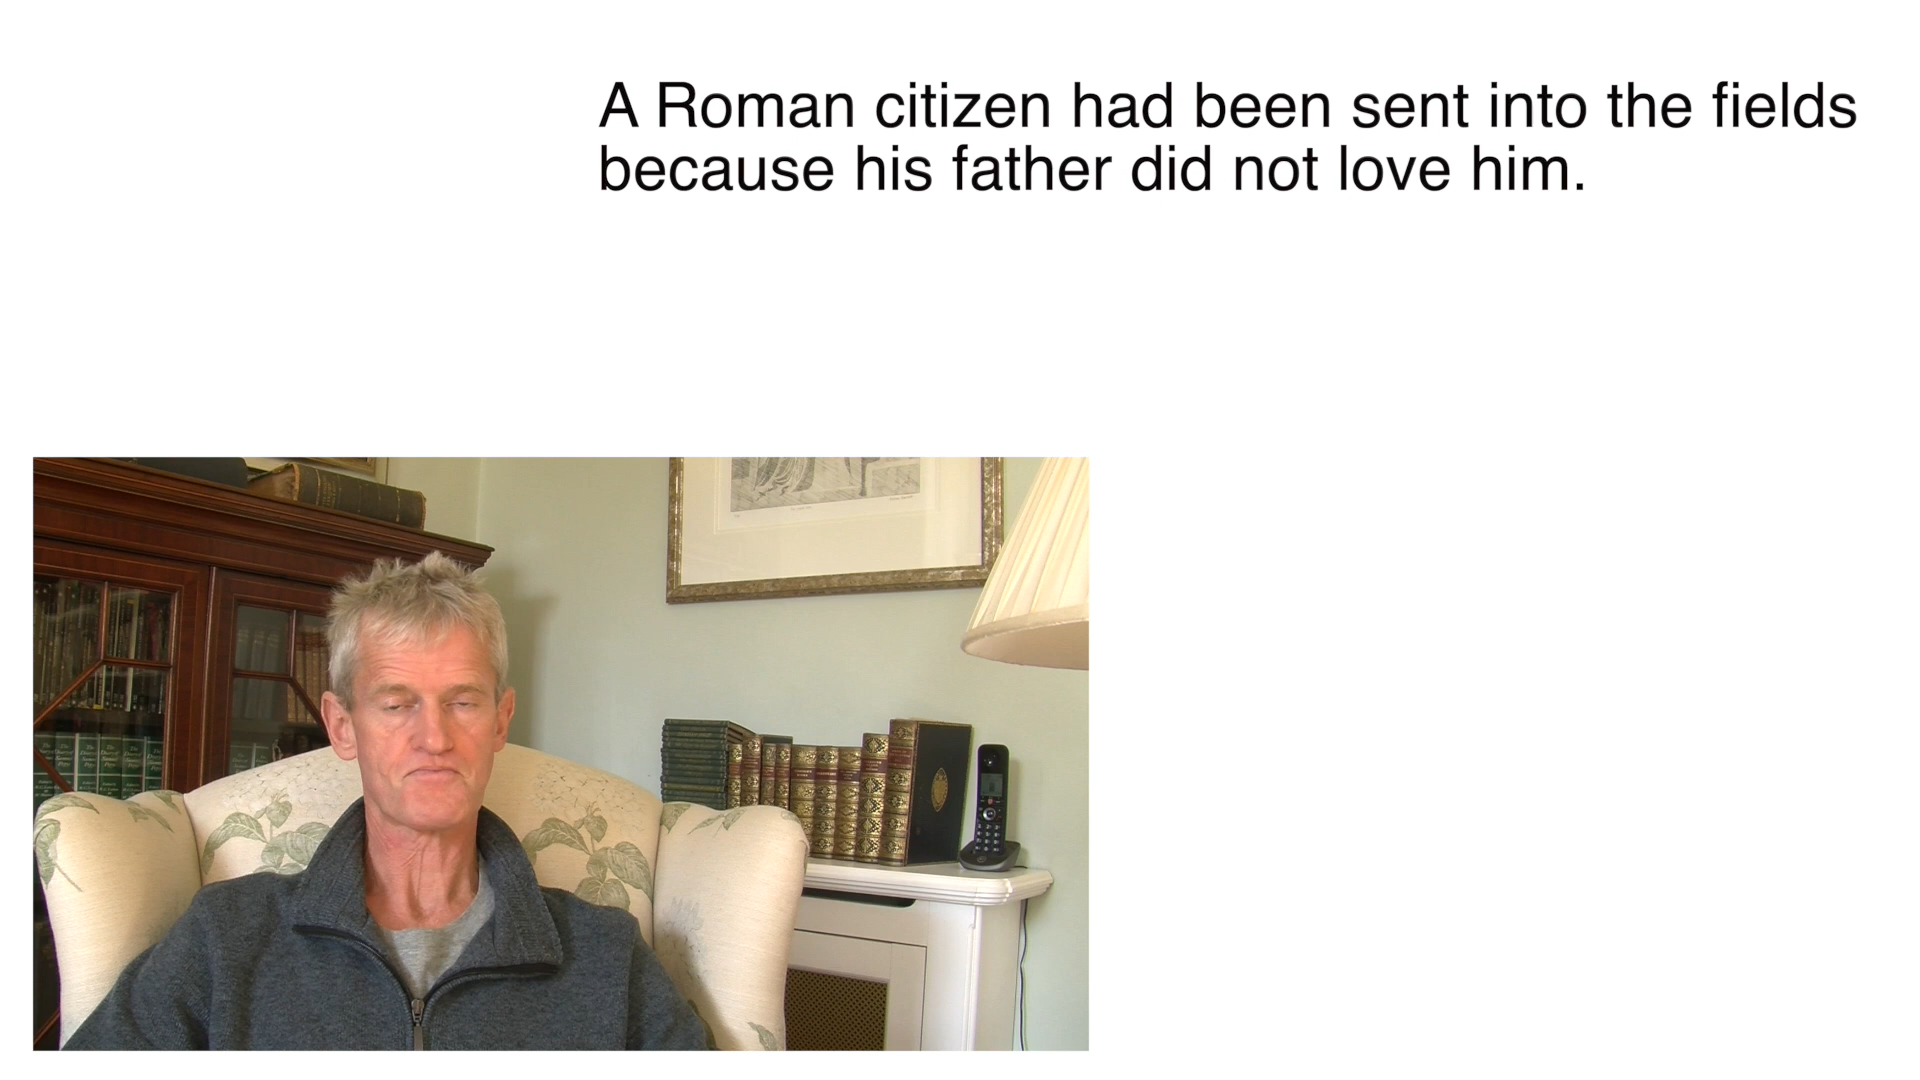 A Roman citizen had been sent into the fields
because his father did not love him.